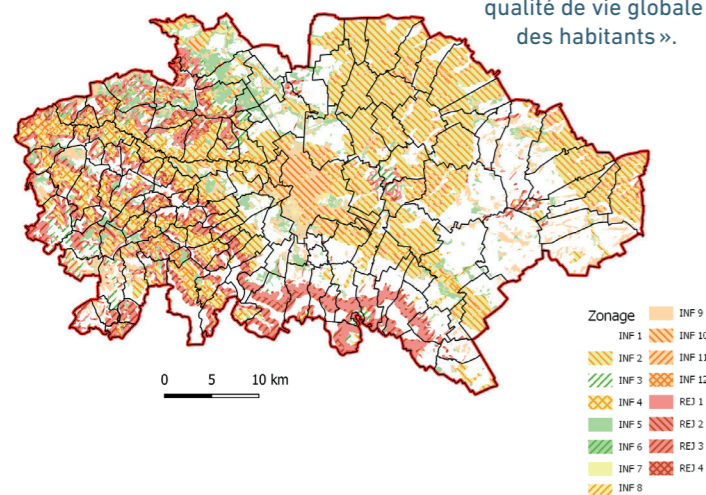 qualité de vie globale
des habitants ».
0 5 10 km
Zonage
INF 1
INF 2
INF 3
INF 4
INF 5
INF 6
INF 7
INF 8
INF 9
INF 10
INF 11
INF 12
REJ 1
REJ 2
REJ 3
REJ 4